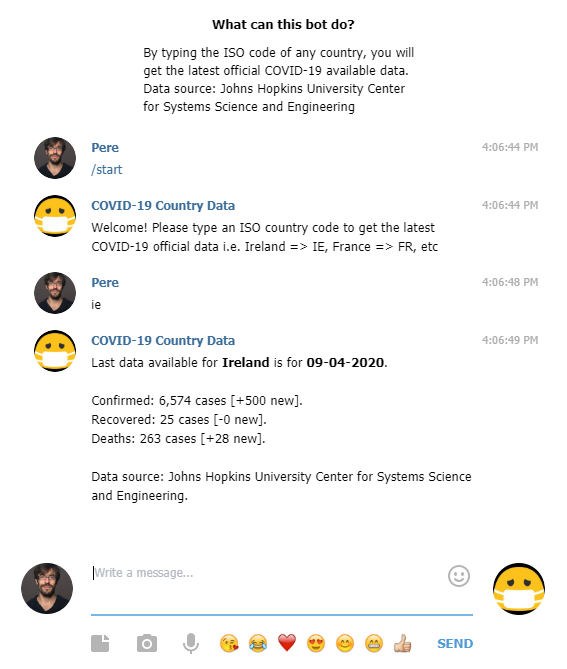 What can this bot do?
By typing the ISO code of any country, you will
get the latest official COVID-19 available data.
Data source: Johns Hopkins University Center
for Systems Science and Engineering
Pere 4:06:44 PM
/start
COVID-19 Country Data 4:06:44 PM
Welcome! Please type an ISO country code to get the latest
COVID-19 official data i.e. Ireland => IE, France => FR, etc
Pere 4:06:48 PM
ie
COVID-19 Country Data 4:06:49 PM
Last data available for Ireland is for 09-04-2020.
Confirmed: 6,574 cases [+500 new].
Recovered: 25 cases [-0 new].
Deaths: 263 cases [+28 new].
Data source: Johns Hopkins University Center for Systems Science
and Engineering.
Write a message...
SEND